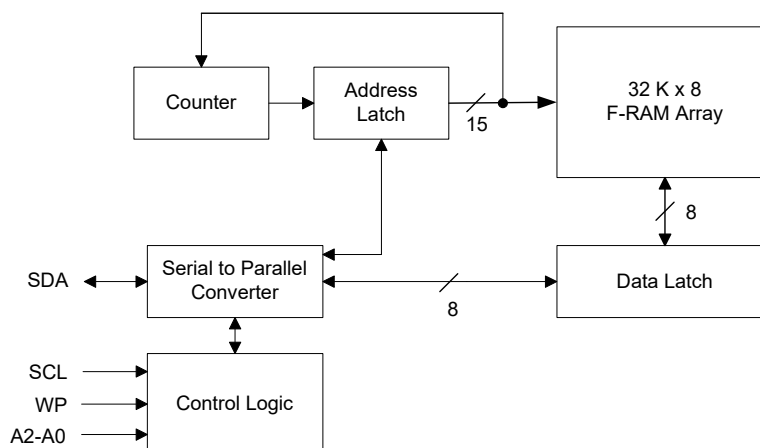 Counter
Address
Latch
15
32 K x 8
F-RAM Array
8
SDA
Serial to Parallel
Converter
8
Data Latch
SCL
WP
A2-A0
Control Logic